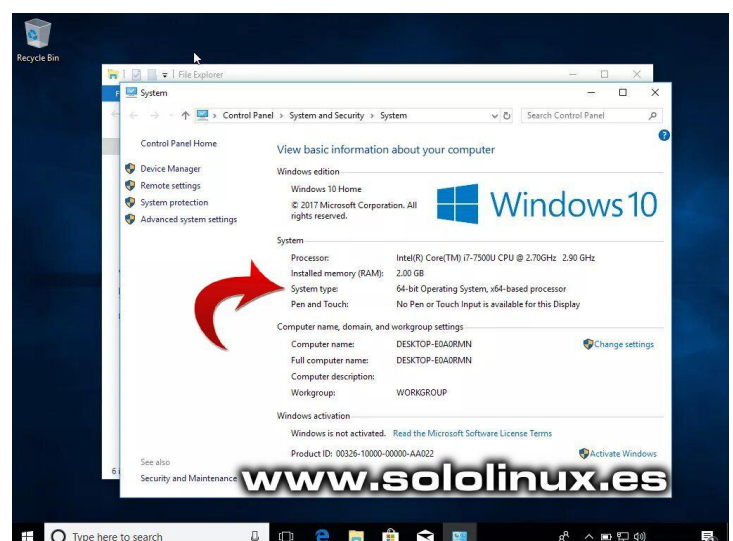 Recycle Bin
File Explorer
System
Control Panel > System and Security > System
Search Control Panel
Control Panel Home
Device Manager
Remote settings
System protection
Advanced system settings
View basic information about your computer
Windows edition
Windows 10 Home
© 2017 Microsoft Corporation. All
rights reserved.
Windows 10
System
Processor: Intel(R) Core(TM) i7-7500U CPU @ 2.70GHz 2.90 GHz
Installed memory (RAM): 2.00 GB
System type: 64-bit Operating System, x64-based processor
Pen and Touch: No Pen or Touch Input is available for this Display
Computer name, domain, and workgroup settings
Computer name: DESKTOP-E0A0RMN
Change settings
Full computer name: DESKTOP-E0A0RMN
Computer description:
Workgroup: WORKGROUP
Windows activation
Windows is not activated. Read the Microsoft Software License Terms
Product ID: 00326-10000-00000-AA022
Activate Windows
See also
Security and Maintenance
www.sololinux.es
Type here to search